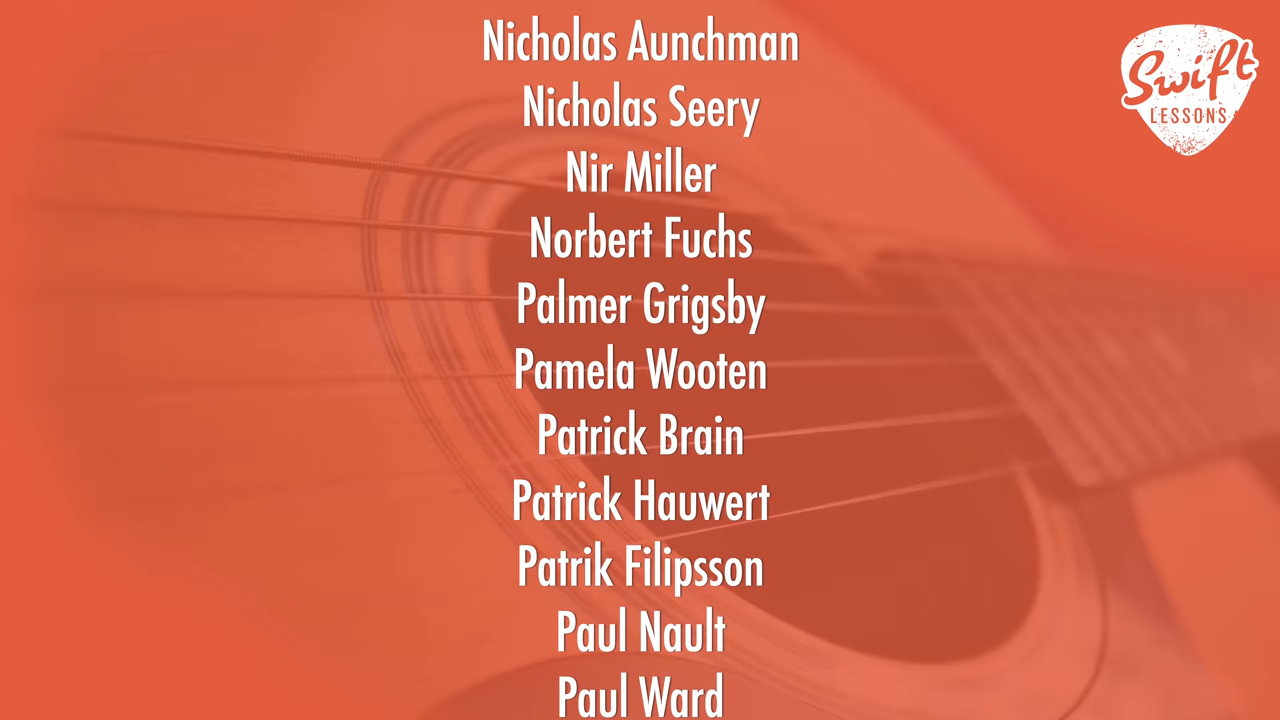 Nicholas Aunchman
Nicholas Seery
Nir Miller
Norbert Fuchs
Palmer Grigsby
Pamela Wooten
Patrick Brain
Patrick Hauwert
Patrik Filipsson
Paul Nault
Paul Ward
Swift
LESSONS